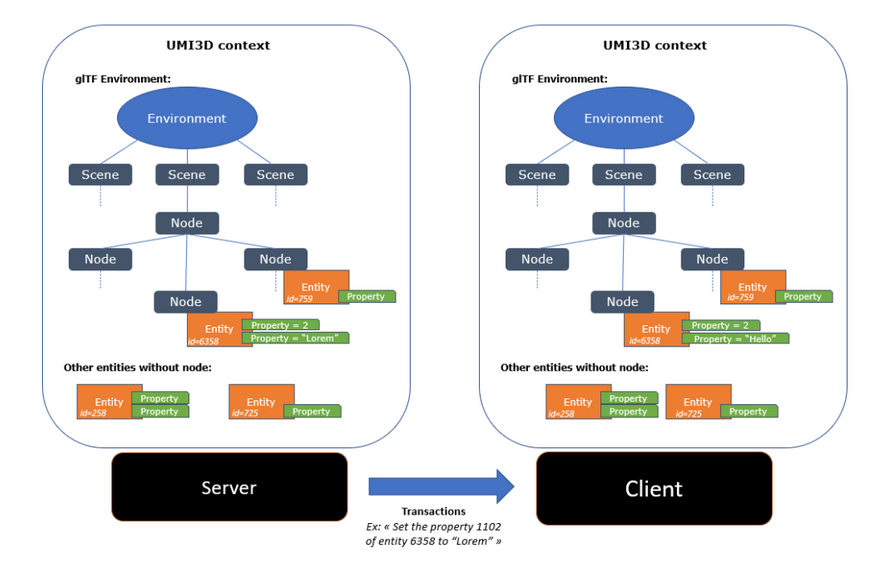 UMI3D context
glTF Environment:
Environment
Scene Scene Scene
Node
Node Node
Entity
id=759
Property
Node
Entity
id=6358
Property = 2
Property = “Lorem”
Other entities without node:
Entity
id=258
Property
Property
Entity
id=725
Property
Server
UMI3D context
glTF Environment:
Environment
Scene Scene Scene
Node
Node Node
Entity
id=759
Property
Node
Entity
id=6358
Property = 2
Property = “Hello”
Other entities without node:
Entity
id=258
Property
Property
Entity
id=725
Property
Client
Transactions
Ex: « Set the property 1102
of entity 6358 to “Lorem” »